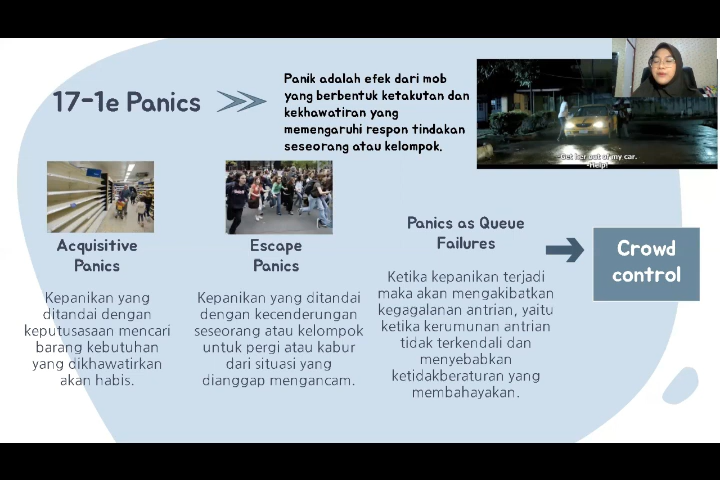 17-1e Panics
Panik adalah efek dari mob
yang berbentuk ketakutan dan
kekhawatiran yang
memengaruhi respon tindakan
seseorang atau kelompok.
-Get her out of my car.
-Help!
Acquisitive
Panics
Kepanikan yang
ditandai dengan
keputusasaan mencari
barang kebutuhan
yang dikhawatirkan
akan habis.
Escape
Panics
Kepanikan yang ditandai
dengan kecenderungan
seseorang atau kelompok
untuk pergi atau kabur
dari situasi yang
dianggap mengancam.
Panics as Queue
Failures
Ketika kepanikan terjadi
maka akan mengakibatkan
kegagalanan antrian, yaitu
ketika kerumunan antrian
tidak terkendali dan
menyebabkan
ketidakberaturan yang
membahayakan.
Crowd
control